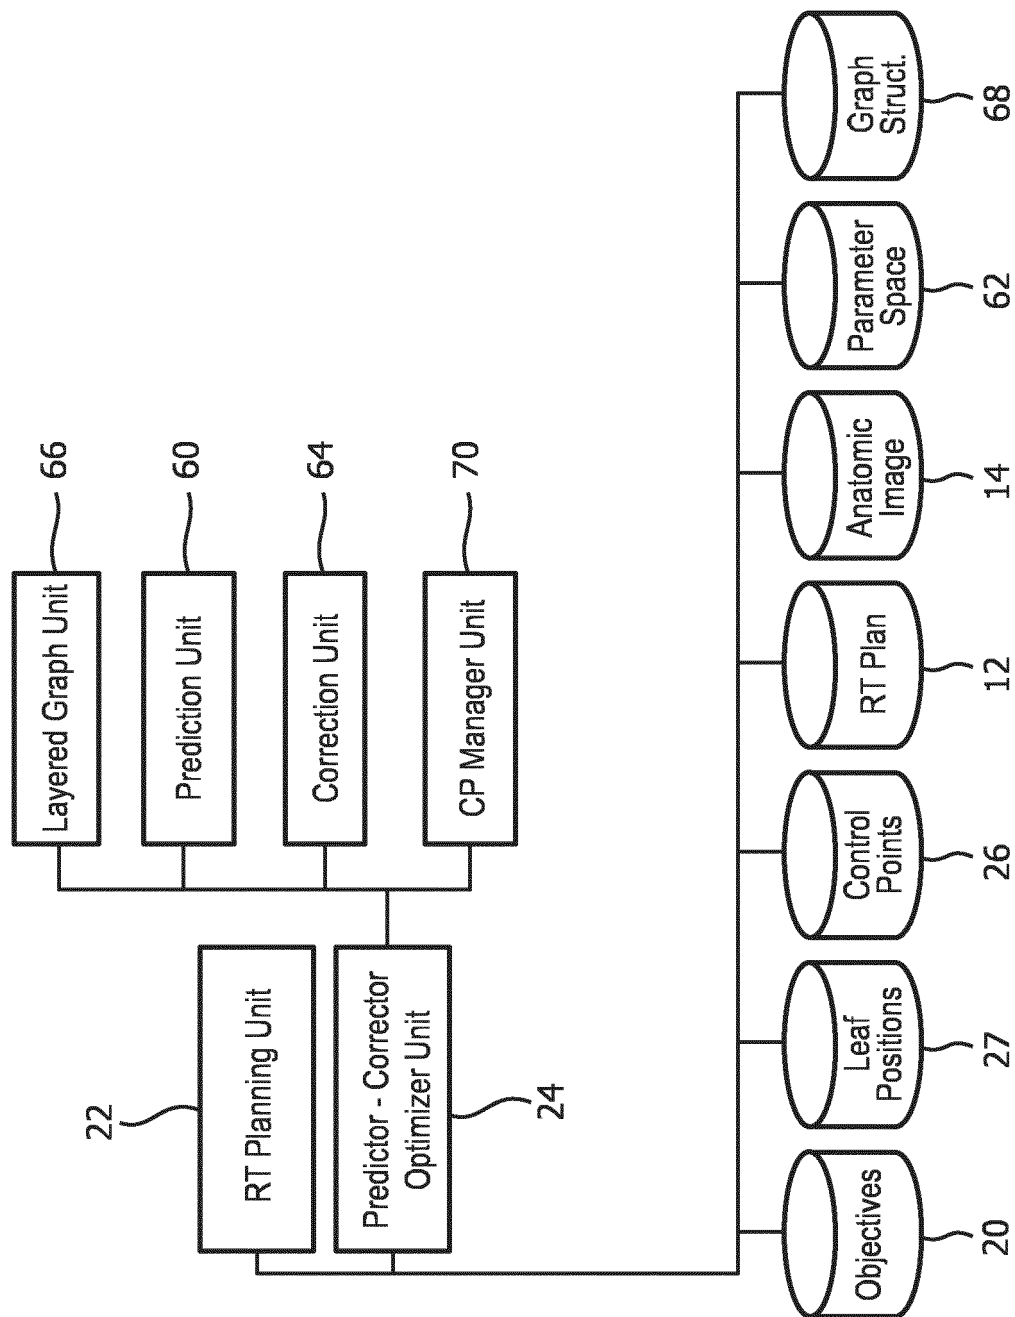 22
RT Planning Unit
Predictor - Corrector
Optimizer Unit
24
Layered Graph Unit
66
Prediction Unit
60
Correction Unit
64
CP Manager Unit
70
Objectives
20
Leaf
Positions
27
Control
Points
26
RT Plan
12
Anatomic
Image
14
Parameter
Space
62
Graph
Struct.
68